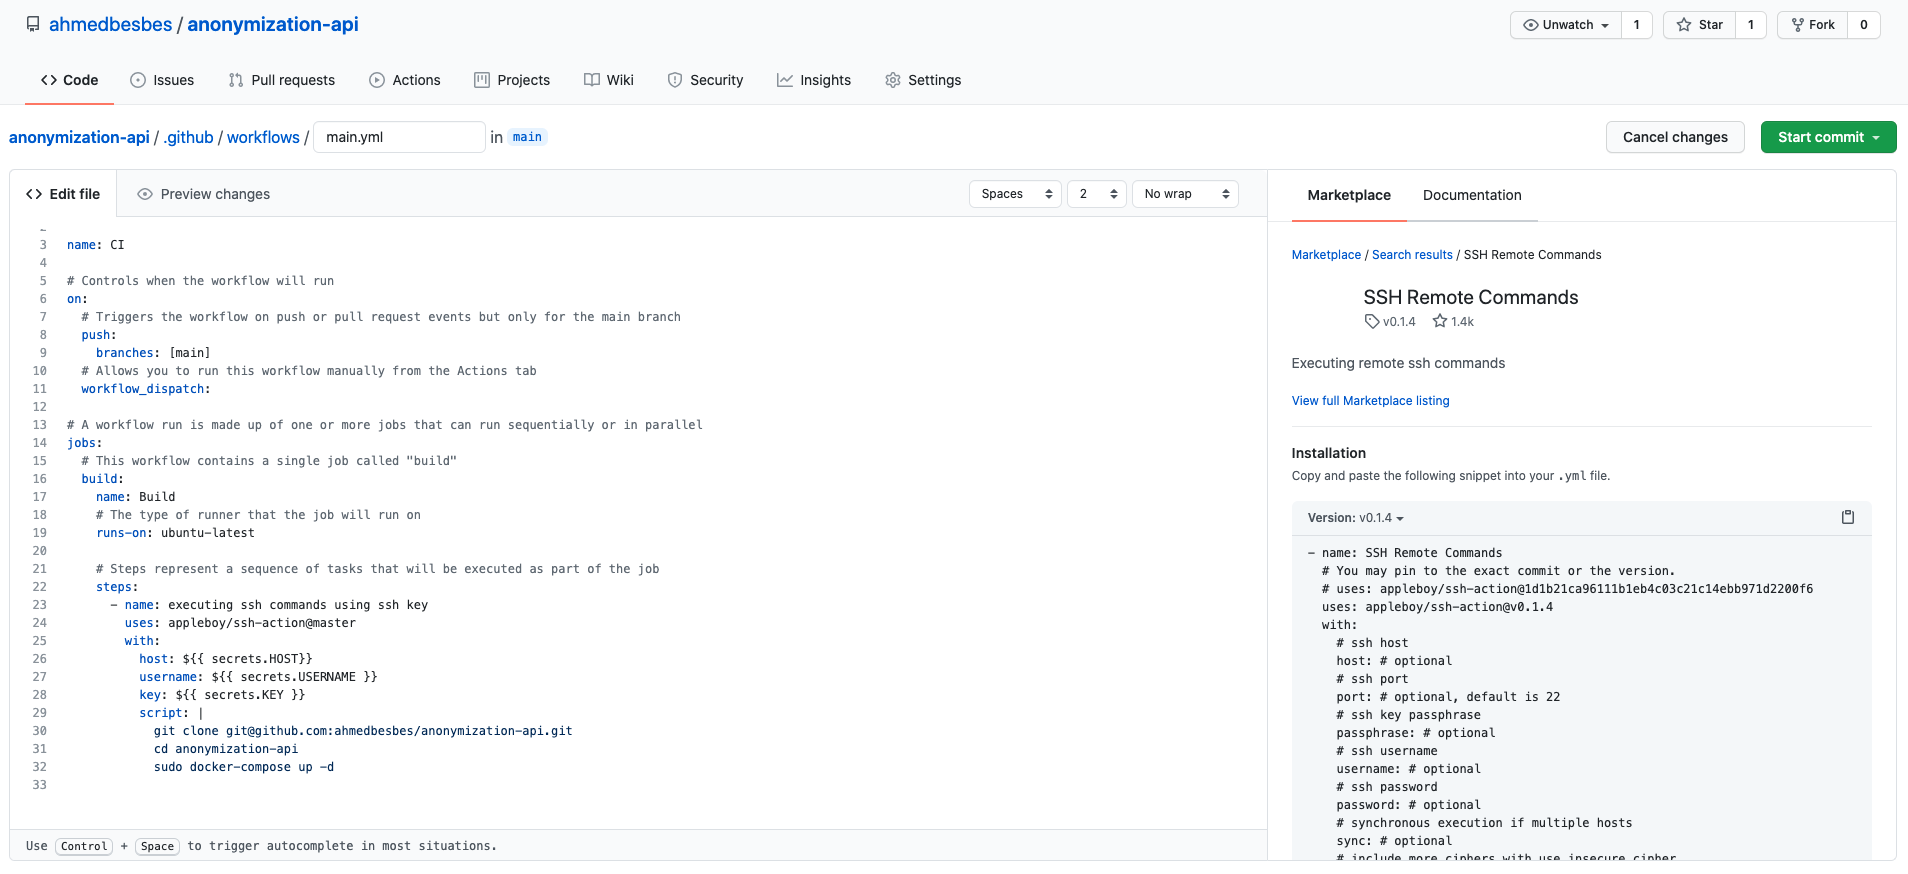 ahmedbesbes / anonymization-api
Unwatch 1 Star 1 Fork 0
Code Issues Pull requests Actions Projects Wiki Security Insights Settings
anonymization-api / .github / workflows / main.yml in main
Cancel changes Start commit
Edit file Preview changes
Spaces 2 No wrap
3 name: CI
4
5 # Controls when the workflow will run
6 on:
7 # Triggers the workflow on push or pull request events but only for the main branch
8 push:
9 branches: [main]
10 # Allows you to run this workflow manually from the Actions tab
11 workflow_dispatch:
12
13 # A workflow run is made up of one or more jobs that can run sequentially or in parallel
14 jobs:
15 # This workflow contains a single job called "build"
16 build:
17 name: Build
18 # The type of runner that the job will run on
19 runs-on: ubuntu-latest
20
21 # Steps represent a sequence of tasks that will be executed as part of the job
22 steps:
23 - name: executing ssh commands using ssh key
24 uses: appleboy/ssh-action@master
25 with:
26 host: ${{ secrets.HOST}}
27 username: ${{ secrets.USERNAME }}
28 key: ${{ secrets.KEY }}
29 script: |
30 git clone git@github.com:ahmedbesbes/anonymization-api.git
31 cd anonymization-api
32 sudo docker-compose up -d
33
Use Control + Space to trigger autocomplete in most situations.
Marketplace Documentation
Marketplace / Search results / SSH Remote Commands
SSH Remote Commands
v0.1.4 1.4k
Executing remote ssh commands
View full Marketplace listing
Installation
Copy and paste the following snippet into your .yml file.
Version: v0.1.4
- name: SSH Remote Commands
# You may pin to the exact commit or the version.
# uses: appleboy/ssh-action@1d1b21ca96111b1eb4c03c21c14ebb971d2200f6
uses: appleboy/ssh-action@v0.1.4
with:
# ssh host
host: # optional
# ssh port
port: # optional, default is 22
# ssh key passphrase
passphrase: # optional
# ssh username
username: # optional
# ssh password
password: # optional
# synchronous execution if multiple hosts
sync: # optional
# include more ciphers with use insecure cipher